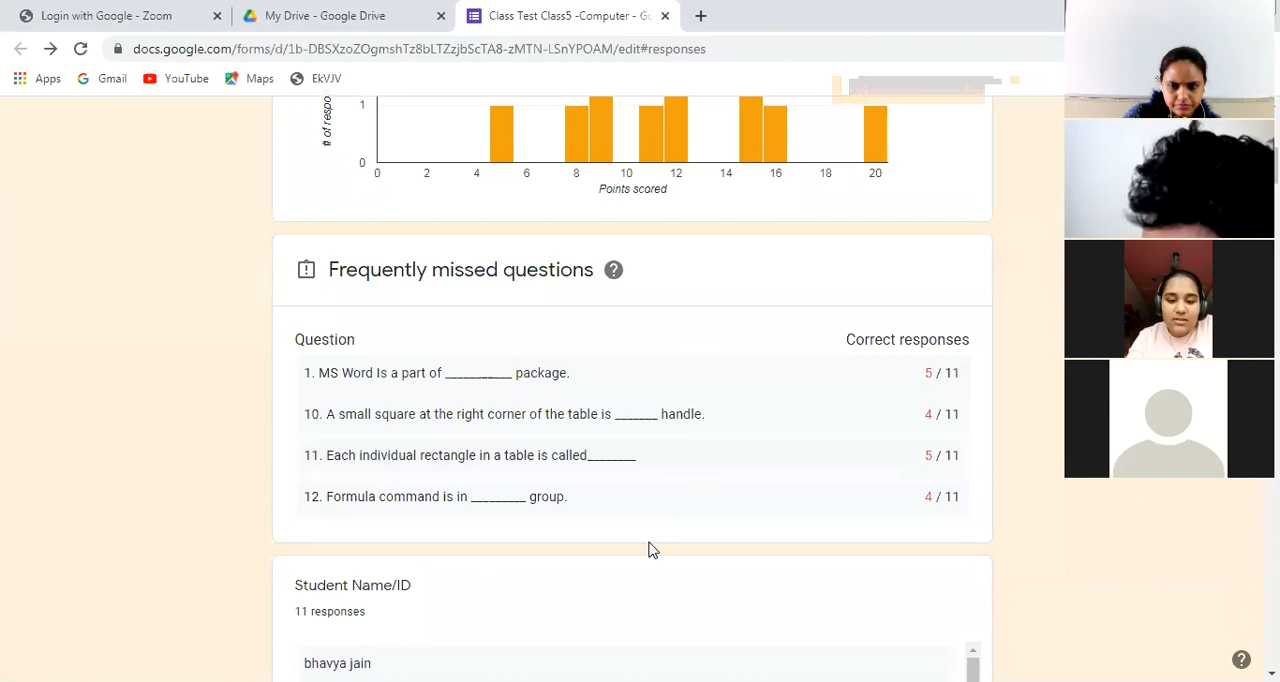 Login with Google - Zoom
My Drive - Google Drive
Class Test Class5 -Computer - Go
docs.google.com/forms/d/1b-DBSXzoZOgmshTz8bLTZzjbScTA8-zMTN-LSnYPOAM/edit#responses
Apps Gmail YouTube Maps EkVJV
# of respo
1
0
0 2 4 6 8 10 12 14 16 18 20
Points scored
Frequently missed questions ?
Question Correct responses
1. MS Word Is a part of ___________ package. 5 / 11
10. A small square at the right corner of the table is _______ handle. 4 / 11
11. Each individual rectangle in a table is called________ 5 / 11
12. Formula command is in _________ group. 4 / 11
Student Name/ID
11 responses
bhavya jain
?